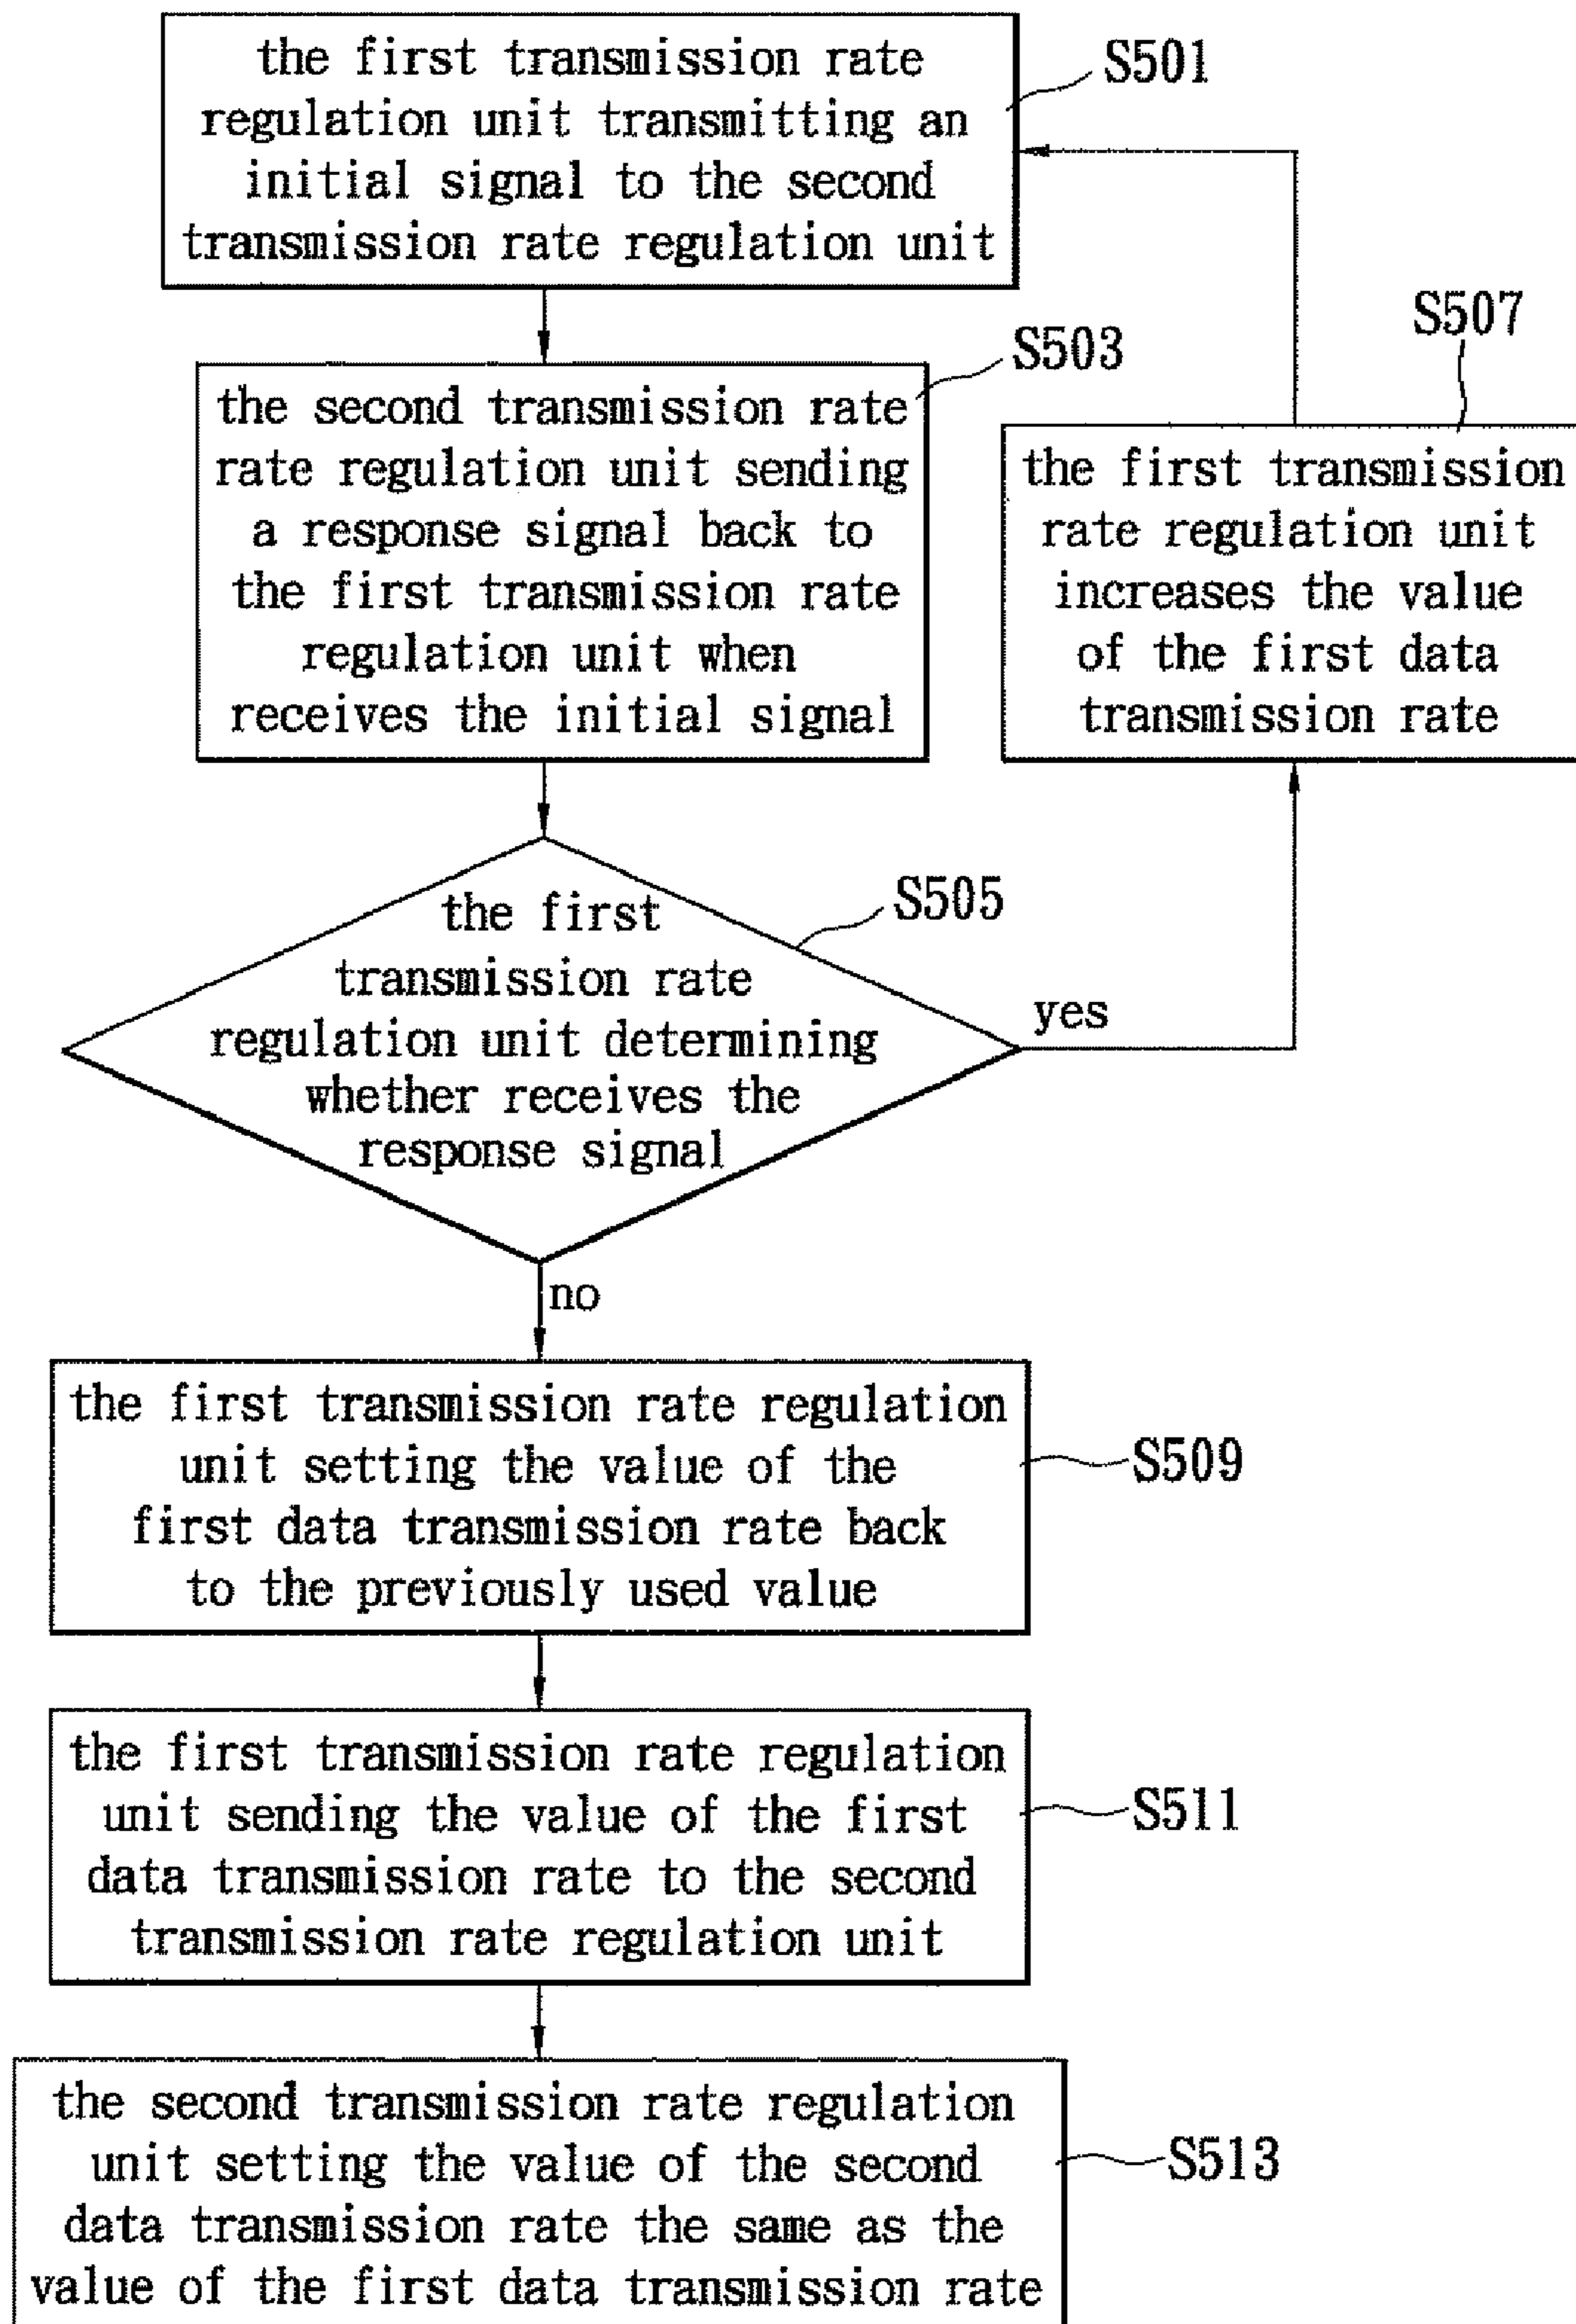 the first transmission rate
regulation unit transmitting an
initial signal to the second
transmission rate regulation unit
S501
the second transmission rate
rate regulation unit sending
a response signal back to
the first transmission rate
regulation unit when
receives the initial signal
S503
S507
the first transmission
rate regulation unit
increases the value
of the first data
transmission rate
the first
transmission rate
regulation unit determining
whether receives the
response signal
S505
yes
no
the first transmission rate regulation
unit setting the value of the
first data transmission rate back
to the previously used value
S509
the first transmission rate regulation
unit sending the value of the first
data transmission rate to the second
transmission rate regulation unit
S511
the second transmission rate regulation
unit setting the value of the second
data transmission rate the same as the
value of the first data transmission rate
S513